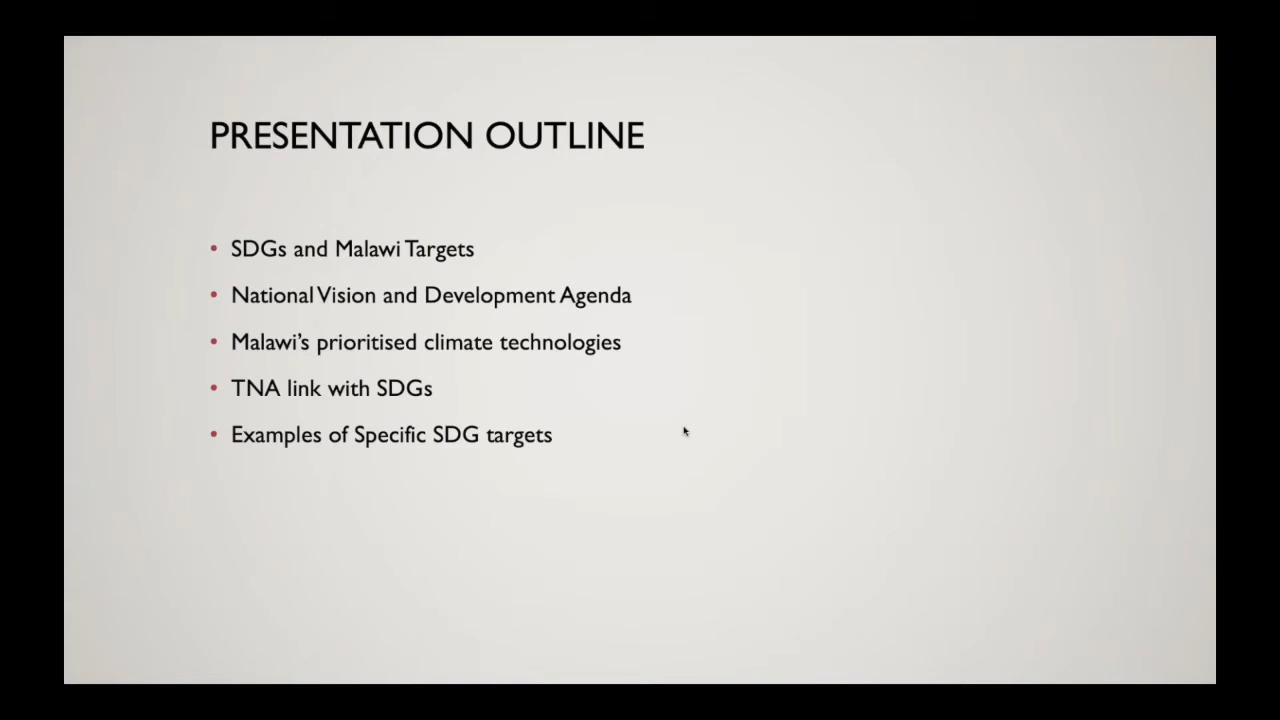 PRESENTATION OUTLINE
• SDGs and Malawi Targets
• National Vision and Development Agenda
• Malawi’s prioritised climate technologies
• TNA link with SDGs
• Examples of Specific SDG targets